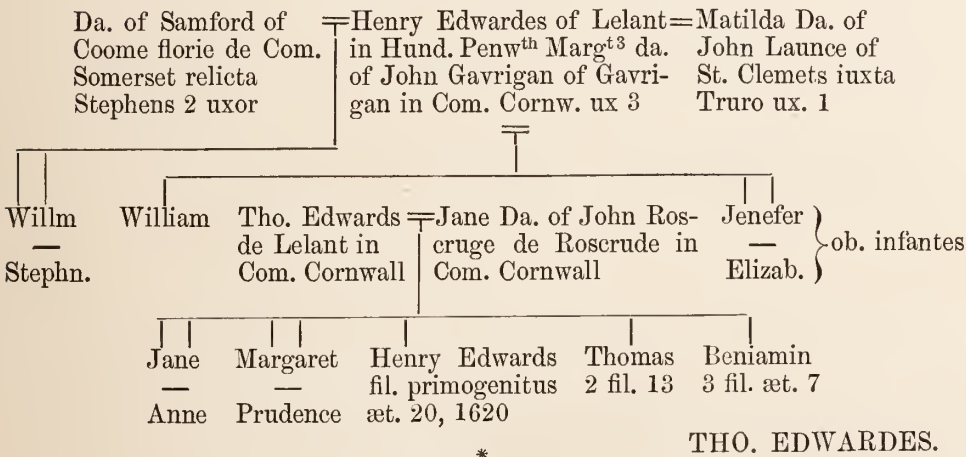 Da. of Samford of
Coome florie de Com.
Somerset relicta
Stephens 2 uxor
Henry Edwardes of Lelant
in Hund. Penwth Margt3 da.
of John Gavrigan of Gavri-
gan in Com. Cornw. ux 3
Matilda Da. of
John Launce of
St. Clemets iuxta
Truro ux. 1
Willm
—
Stephn.
William
Tho. Edwards
de Lelant in
Com. Cornwall
Jane Da. of John Ros-
cruge de Roscrude in
Com. Cornwall
Jenefer
—
Elizab.
ob. infantes
Jane
—
Anne
Margaret
—
Prudence
Henry Edwards
fil. primogenitus
æt. 20, 1620
Thomas
2 fil. 13
Beniamin
3 fil. æt. 7
*
THO. EDWARDES.